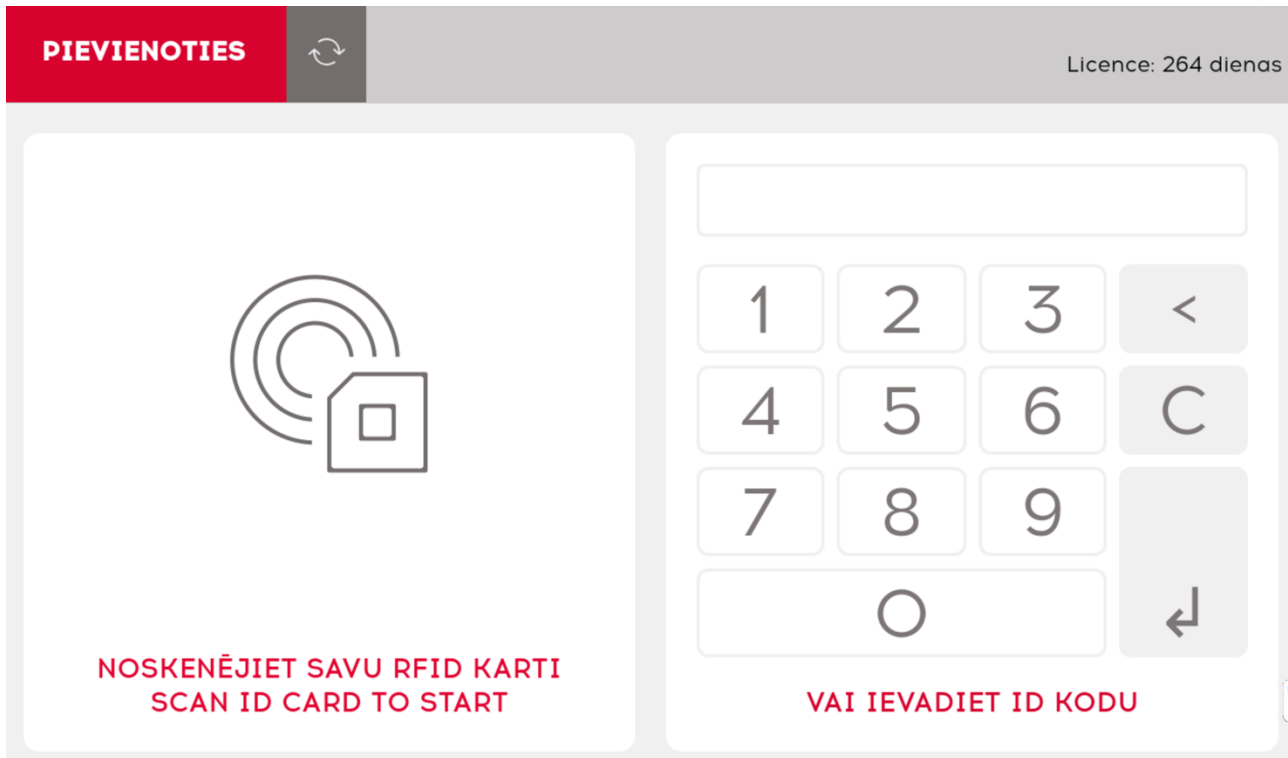 PIEVIENOTIES
Licence: 264 dienas
NOSKENĒJIET SAVU RFID KARTI
SCAN ID CARD TO START
1 2 3 <
4 5 6 C
7 8 9
0
VAI IEVADIET ID KODU